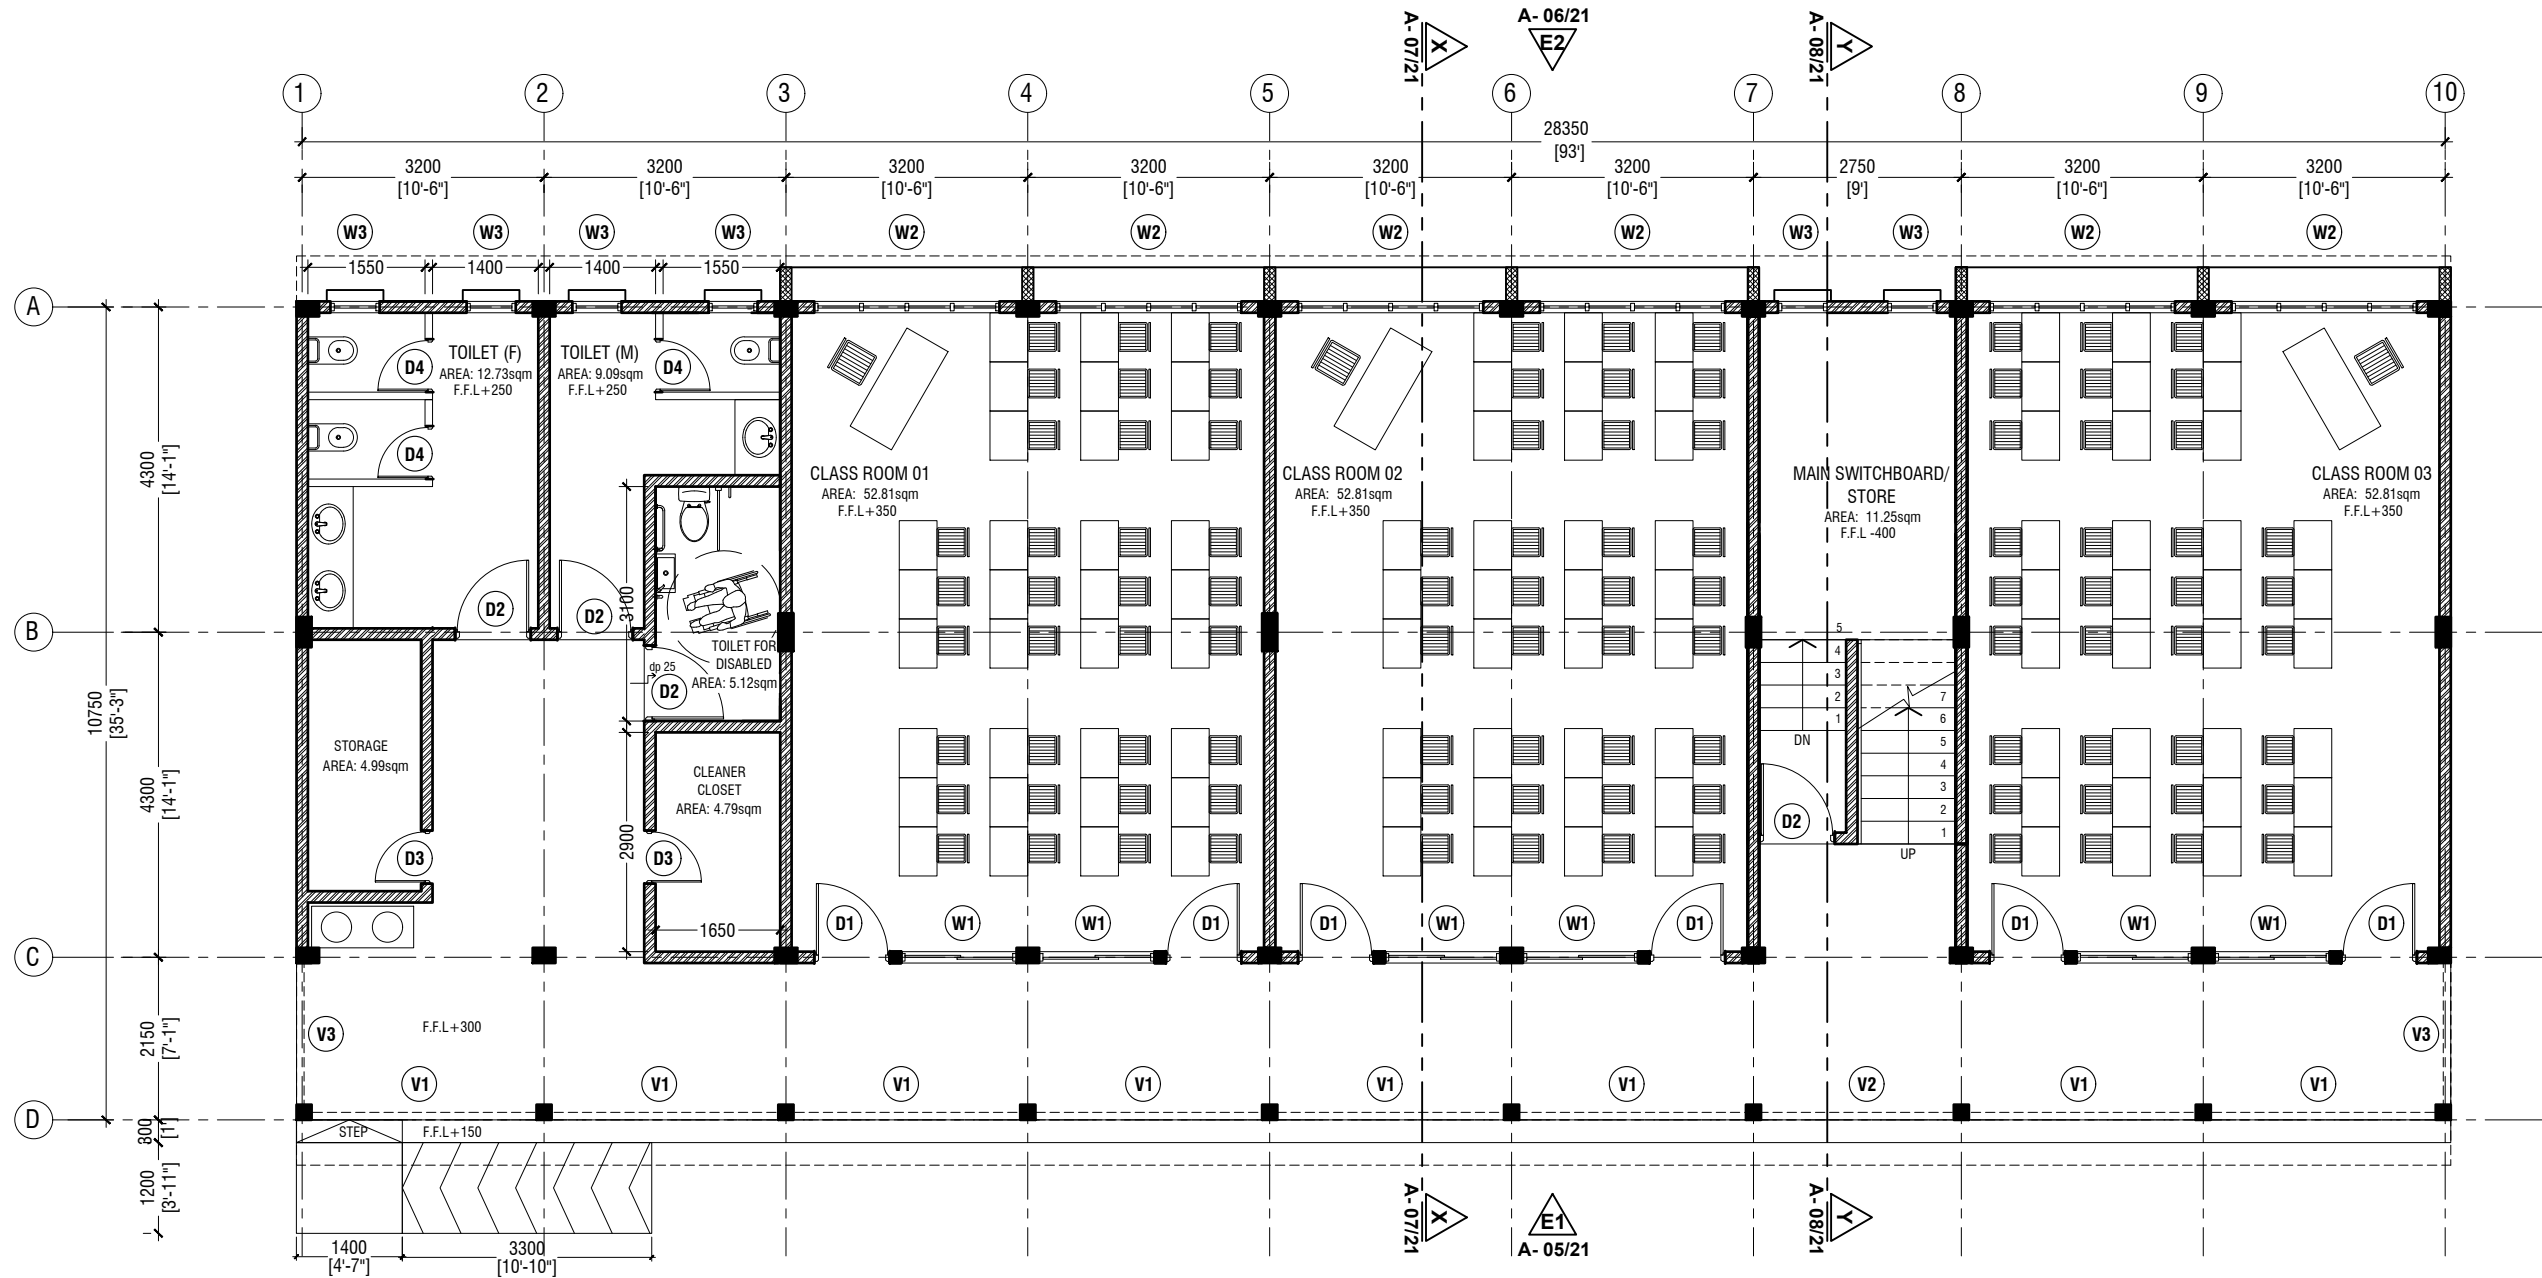 A- 07/21
X
A- 06/21
E2
A- 08/21
Y
1
2
3
4
5
6
7
8
9
10
28350
[93']
3200
[10'-6"]
3200
[10'-6"]
3200
[10'-6"]
3200
[10'-6"]
3200
[10'-6"]
3200
[10'-6"]
2750
[9']
3200
[10'-6"]
3200
[10'-6"]
W3
W3
W3
W3
W2
W2
W2
W2
W3
W3
W2
W2
1550
1400
1400
1550
A
B
C
D
10750
[35'-3"]
4300
[14'-1"]
4300
[14'-1"]
2150
[7'-1"]
300
[1']
1200
[3'-11"]
TOILET (F)
AREA: 12.73sqm
F.F.L+250
D4
D4
TOILET (M)
AREA: 9.09sqm
F.F.L+250
D4
D2
D2
3100
TOILET FOR
DISABLED
AREA: 5.12sqm
dp 25
D2
STORAGE
AREA: 4.99sqm
D3
CLEANER
CLOSET
AREA: 4.79sqm
D3
2900
1650
CLASS ROOM 01
AREA: 52.81sqm
F.F.L+350
CLASS ROOM 02
AREA: 52.81sqm
F.F.L+350
MAIN SWITCHBOARD/
STORE
AREA: 11.25sqm
F.F.L -400
CLASS ROOM 03
AREA: 52.81sqm
F.F.L+350
5
4
3
2
1
DN
7
6
5
4
3
2
1
UP
D2
D1
W1
W1
D1
D1
W1
W1
D1
D1
W1
W1
D1
V3
F.F.L+300
V3
V1
V1
V1
V1
V1
V1
V2
V1
V1
STEP
F.F.L+150
1400
[4'-7"]
3300
[10'-10"]
A- 07/21
X
E1
A- 05/21
A- 08/21
Y